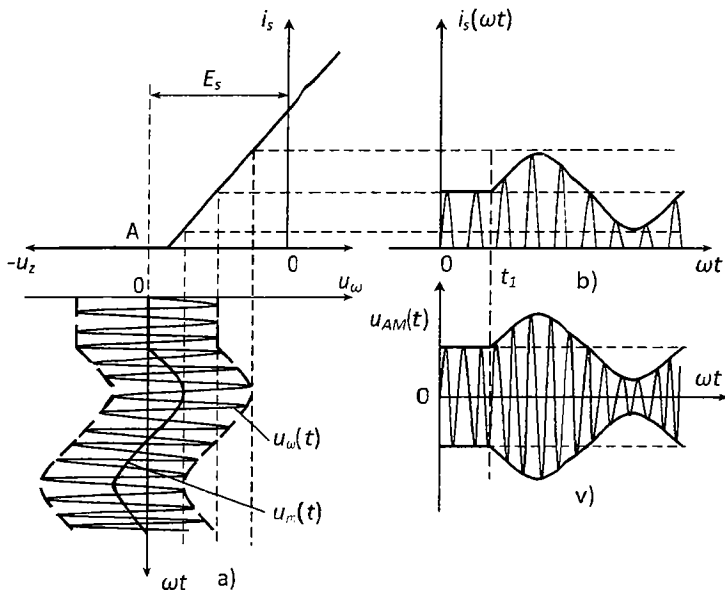 i_s
i_s(ωt)
E_s
A
-u_z
0
0
u_ω
0
t_1
b)
ωt
u_AM(t)
0
ωt
u_ω(t)
u_m(t)
v)
ωt
a)